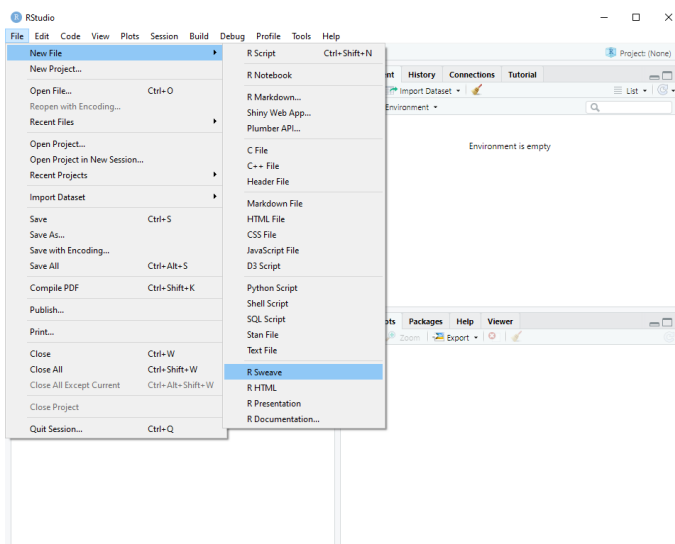 RStudio
File Edit Code View Plots Session Build Debug Profile Tools Help
New File
New Project...
Open File... Ctrl+O
Reopen with Encoding...
Recent Files
Open Project...
Open Project in New Session...
Recent Projects
Import Dataset
Save Ctrl+S
Save As...
Save with Encoding...
Save All Ctrl+Alt+S
Compile PDF Ctrl+Shift+K
Publish...
Print...
Close Ctrl+W
Close All Ctrl+Shift+W
Close All Except Current Ctrl+Alt+Shift+W
Close Project
Quit Session... Ctrl+Q
R Script Ctrl+Shift+N
R Notebook
R Markdown...
Shiny Web App...
Plumber API...
C File
C++ File
Header File
Markdown File
HTML File
CSS File
JavaScript File
D3 Script
Python Script
Shell Script
SQL Script
Stan File
Text File
R Sweave
R HTML
R Presentation
R Documentation...
Project: (None)
nt History Connections Tutorial
Import Dataset List
Environment
Environment is empty
ots Packages Help Viewer
Zoom Export